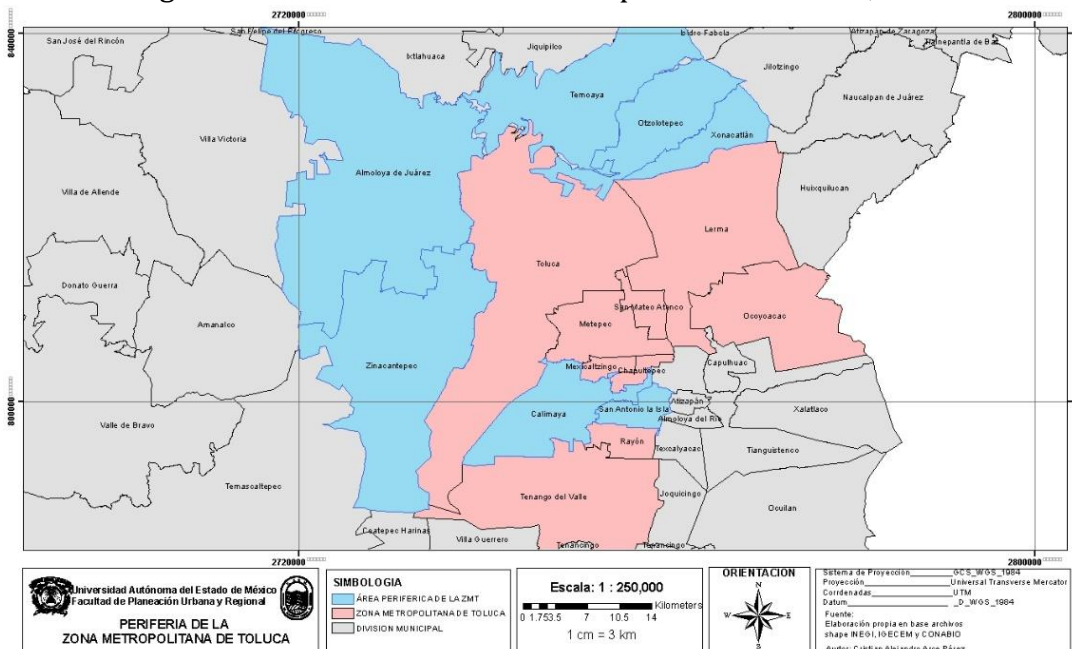 2720000
2800000
840000
840000
San José del Rincón
San Felipe del Progreso
Ixtlahuaca
Jiquipilco
Isidro Fabela
Atizapán de Zaragoza
Jilotzingo
Naucalpan de Juárez
Temoaya
Otzolotepec
Xonacatlán
Villa Victoria
Almoloya de Juárez
Villa de Allende
Huixquilucan
Lerma
Toluca
Donato Guerra
Amanalco
San Mateo Atenco
Metepec
Ocoyoacac
Zinacantepec
Mexicaltzingo
Chapultepec
Capulhuac
800000
800000
Calimaya
San Antonio la Isla
Atizapán
Almoloya del Río
Xalatlaco
Valle de Bravo
Rayón
Texcalyacac
Tianguistenco
Temascaltepec
Tenango del Valle
Joquicingo
Ocuilan
Coatepec Harinas
Villa Guerrero
Tenancingo
Tenancingo
2720000
2800000
Universidad Autónoma del Estado de México
Facultad de Planeación Urbana y Regional
PERIFERIA DE LA
ZONA METROPOLITANA DE TOLUCA
SIMBOLOGIA
ÁREA PERIFERICA DE LA ZMT
ZONA METROPOLITANA DE TOLUCA
DIVISION MUNICIPAL
Escala: 1 : 250,000
Kilometers
0 1.753.5 7 10.5 14
1 cm = 3 km
ORIENTACION
N
W E
S
Sistema de Proyección GCS_WGS_1984
Proyección Universal Transverse Mercator
Cordenadas UTM
Datum _D_WGS_1984
Fuente:
Elaboración propia en base archivos
shape INEGI, IGECEM y CONABIO